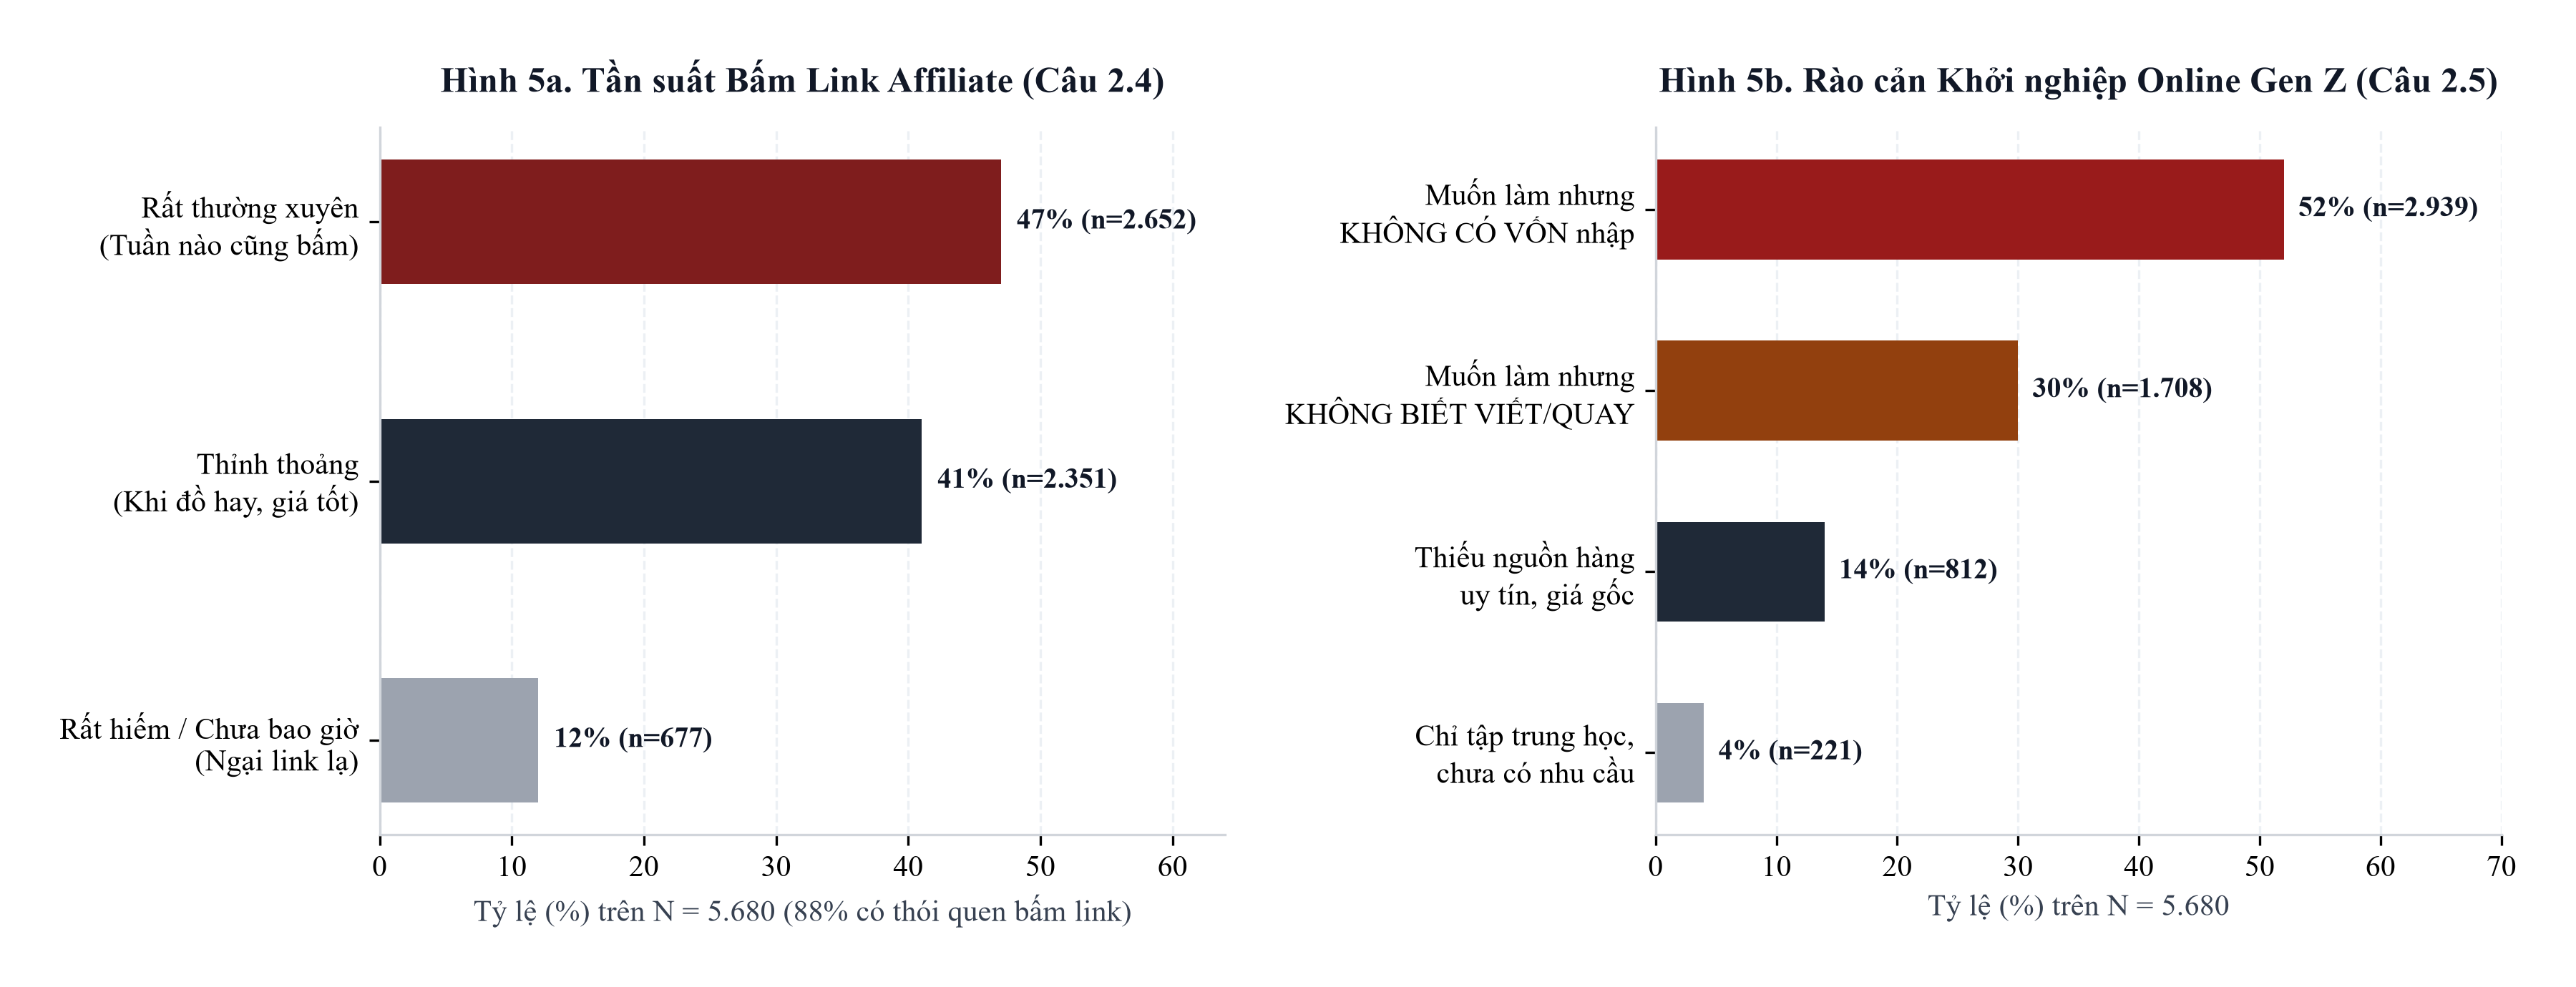 Hình 5a. Tần suất Bấm Link Affiliate (Câu 2.4)
Rất thường xuyên
(Tuần nào cũng bấm)
47% (n=2.652)
Thỉnh thoảng
(Khi đồ hay, giá tốt)
41% (n=2.351)
Rất hiếm / Chưa bao giờ
(Ngại link lạ)
12% (n=677)
0 10 20 30 40 50 60
Tỷ lệ (%) trên N = 5.680 (88% có thói quen bấm link)
Hình 5b. Rào cản Khởi nghiệp Online Gen Z (Câu 2.5)
Muốn làm nhưng
KHÔNG CÓ VỐN nhập
52% (n=2.939)
Muốn làm nhưng
KHÔNG BIẾT VIẾT/QUAY
30% (n=1.708)
Thiếu nguồn hàng
uy tín, giá gốc
14% (n=812)
Chỉ tập trung học,
chưa có nhu cầu
4% (n=221)
0 10 20 30 40 50 60 70
Tỷ lệ (%) trên N = 5.680